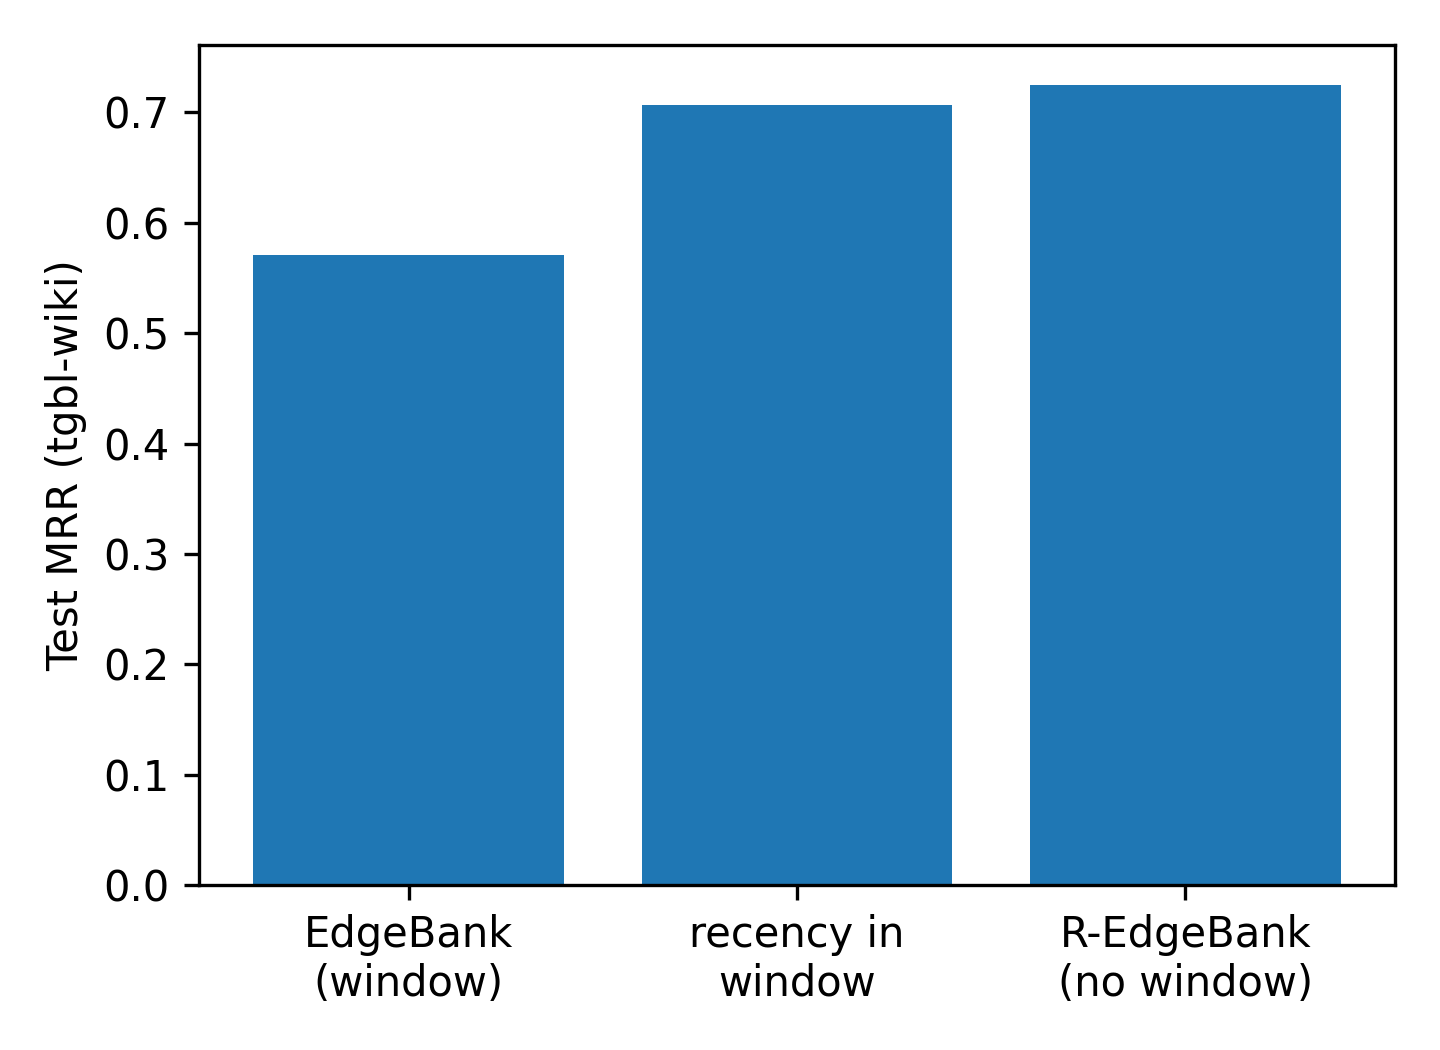 Test MRR (tgbl-wiki)
0.7
0.6
0.5
0.4
0.3
0.2
0.1
0.0
EdgeBank
(window)
recency in
window
R-EdgeBank
(no window)